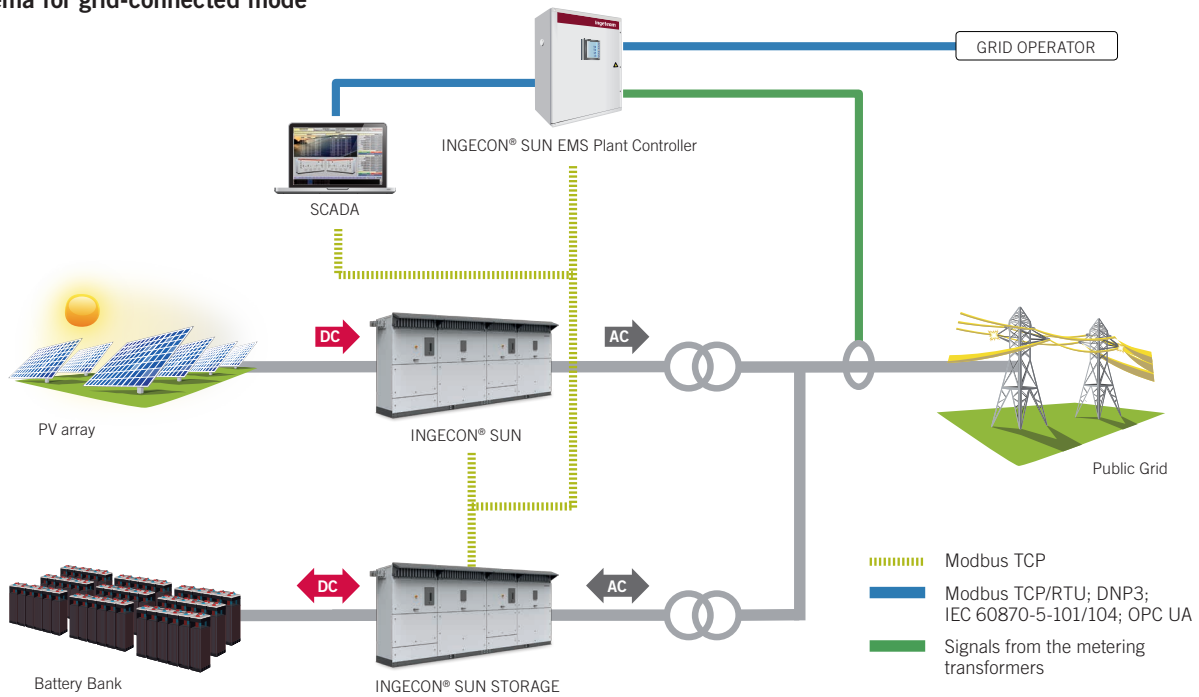 ema for grid-connected mode
Ingeteam
GRID OPERATOR
INGECON® SUN EMS Plant Controller
SCADA
DC
AC
PV array
INGECON® SUN
Public Grid
DC
AC
Battery Bank
INGECON® SUN STORAGE
Modbus TCP
Modbus TCP/RTU; DNP3;
IEC 60870-5-101/104; OPC UA
Signals from the metering
transformers